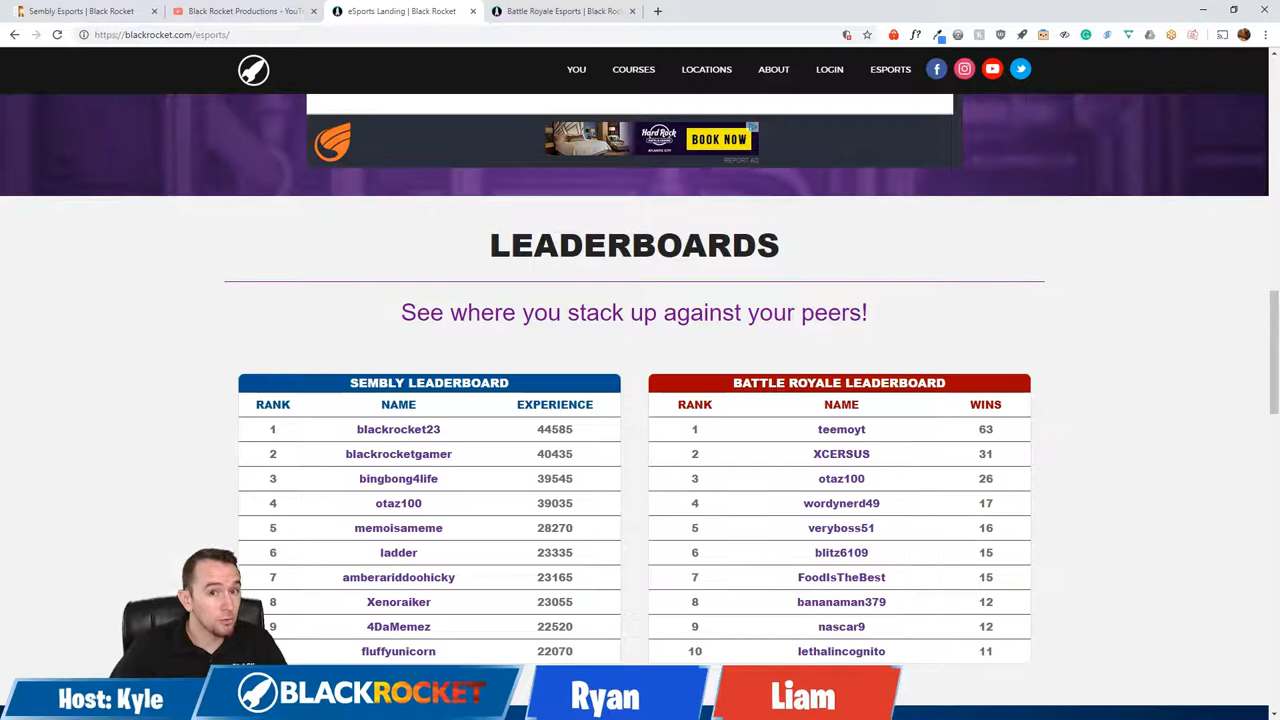 Sembly Esports | Black Rocket
Black Rocket Productions - YouT
eSports Landing | Black Rocket
Battle Royale Esports | Black Roc
https://blackrocket.com/esports/
YOU COURSES LOCATIONS ABOUT LOGIN ESPORTS
Hard Rock
BOOK NOW
REPORT AD
LEADERBOARDS
See where you stack up against your peers!
SEMBLY LEADERBOARD
RANK NAME EXPERIENCE
1 blackrocket23 44585
2 blackrocketgamer 40435
3 bingbong4life 39545
4 otaz100 39035
5 memoisameme 28270
6 ladder 23335
7 amberariddoohicky 23165
8 Xenoraiker 23055
9 4DaMemez 22520
fluffyunicorn 22070
BATTLE ROYALE LEADERBOARD
RANK NAME WINS
1 teemoyt 63
2 XCERSUS 31
3 otaz100 26
4 wordynerd49 17
5 veryboss51 16
6 blitz6109 15
7 FoodIsTheBest 15
8 bananaman379 12
9 nascar9 12
10 lethalincognito 11
Host: Kyle
BLACKROCKET
Ryan
Liam